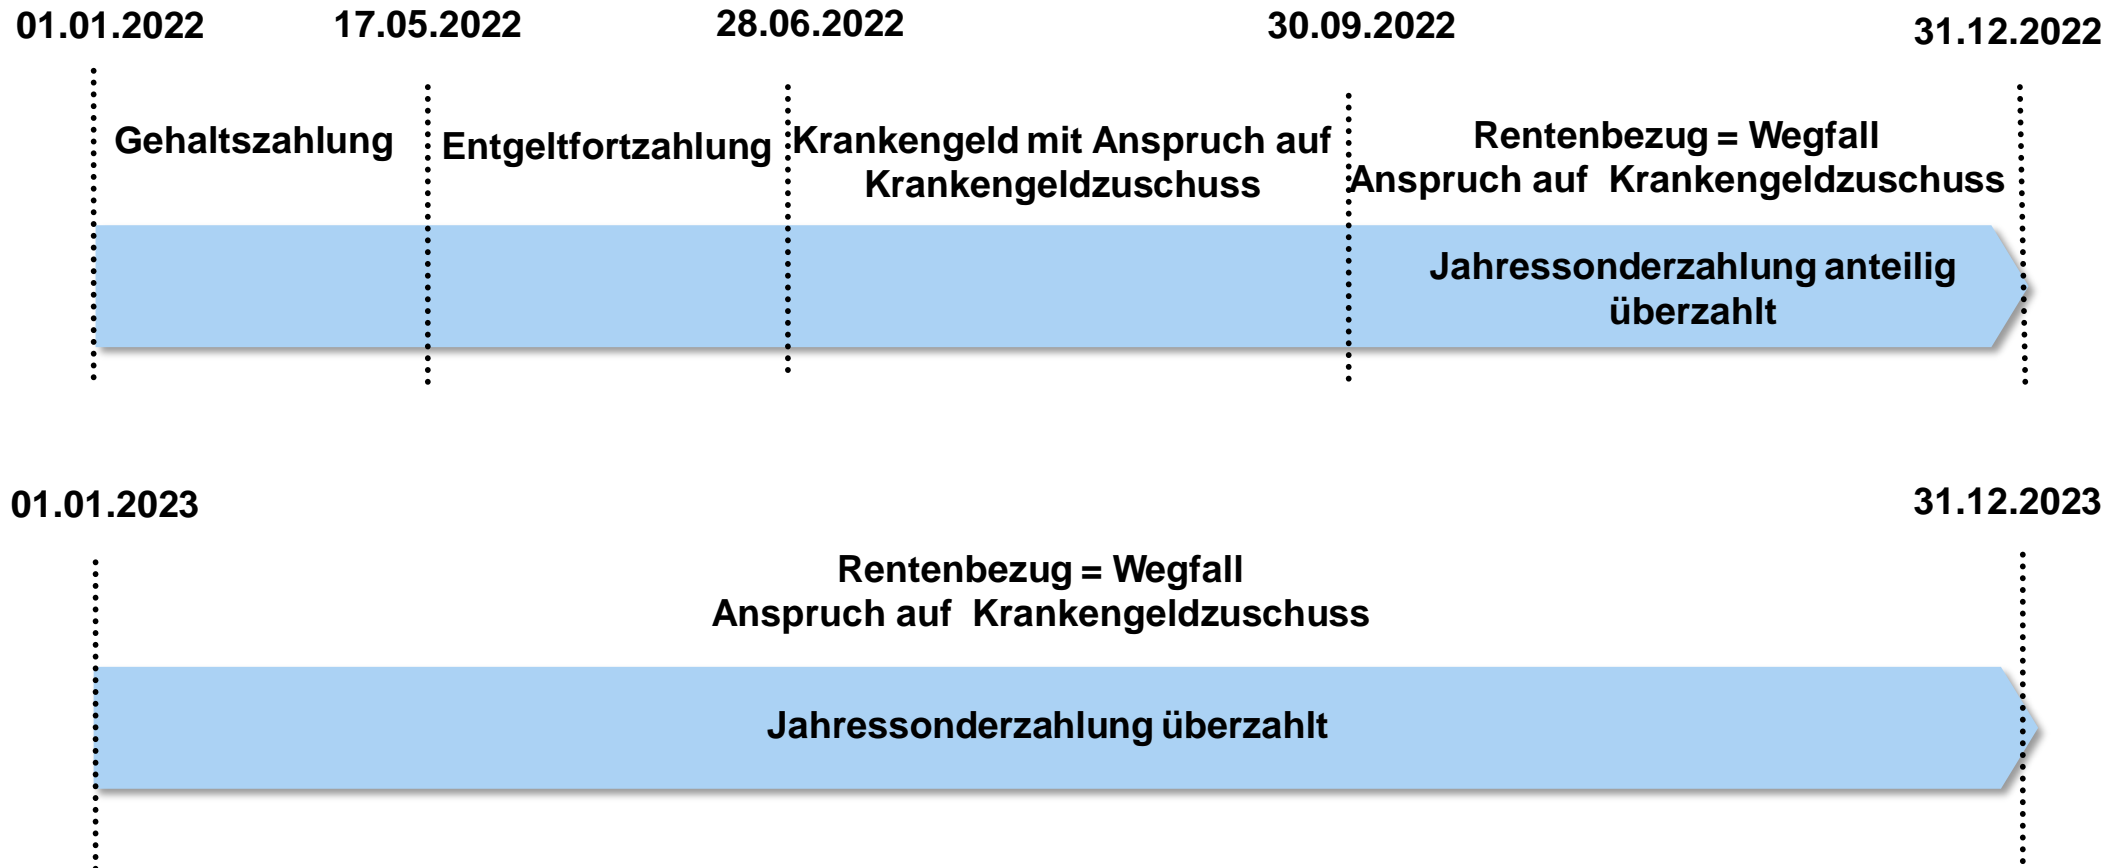 01.01.2022
17.05.2022
28.06.2022
30.09.2022
31.12.2022
Gehaltszahlung
Entgeltfortzahlung
Krankengeld mit Anspruch auf
Krankengeldzuschuss
Rentenbezug = Wegfall
Anspruch auf Krankengeldzuschuss
Jahressonderzahlung anteilig
überzahlt
01.01.2023
31.12.2023
Rentenbezug = Wegfall
Anspruch auf Krankengeldzuschuss
Jahressonderzahlung überzahlt